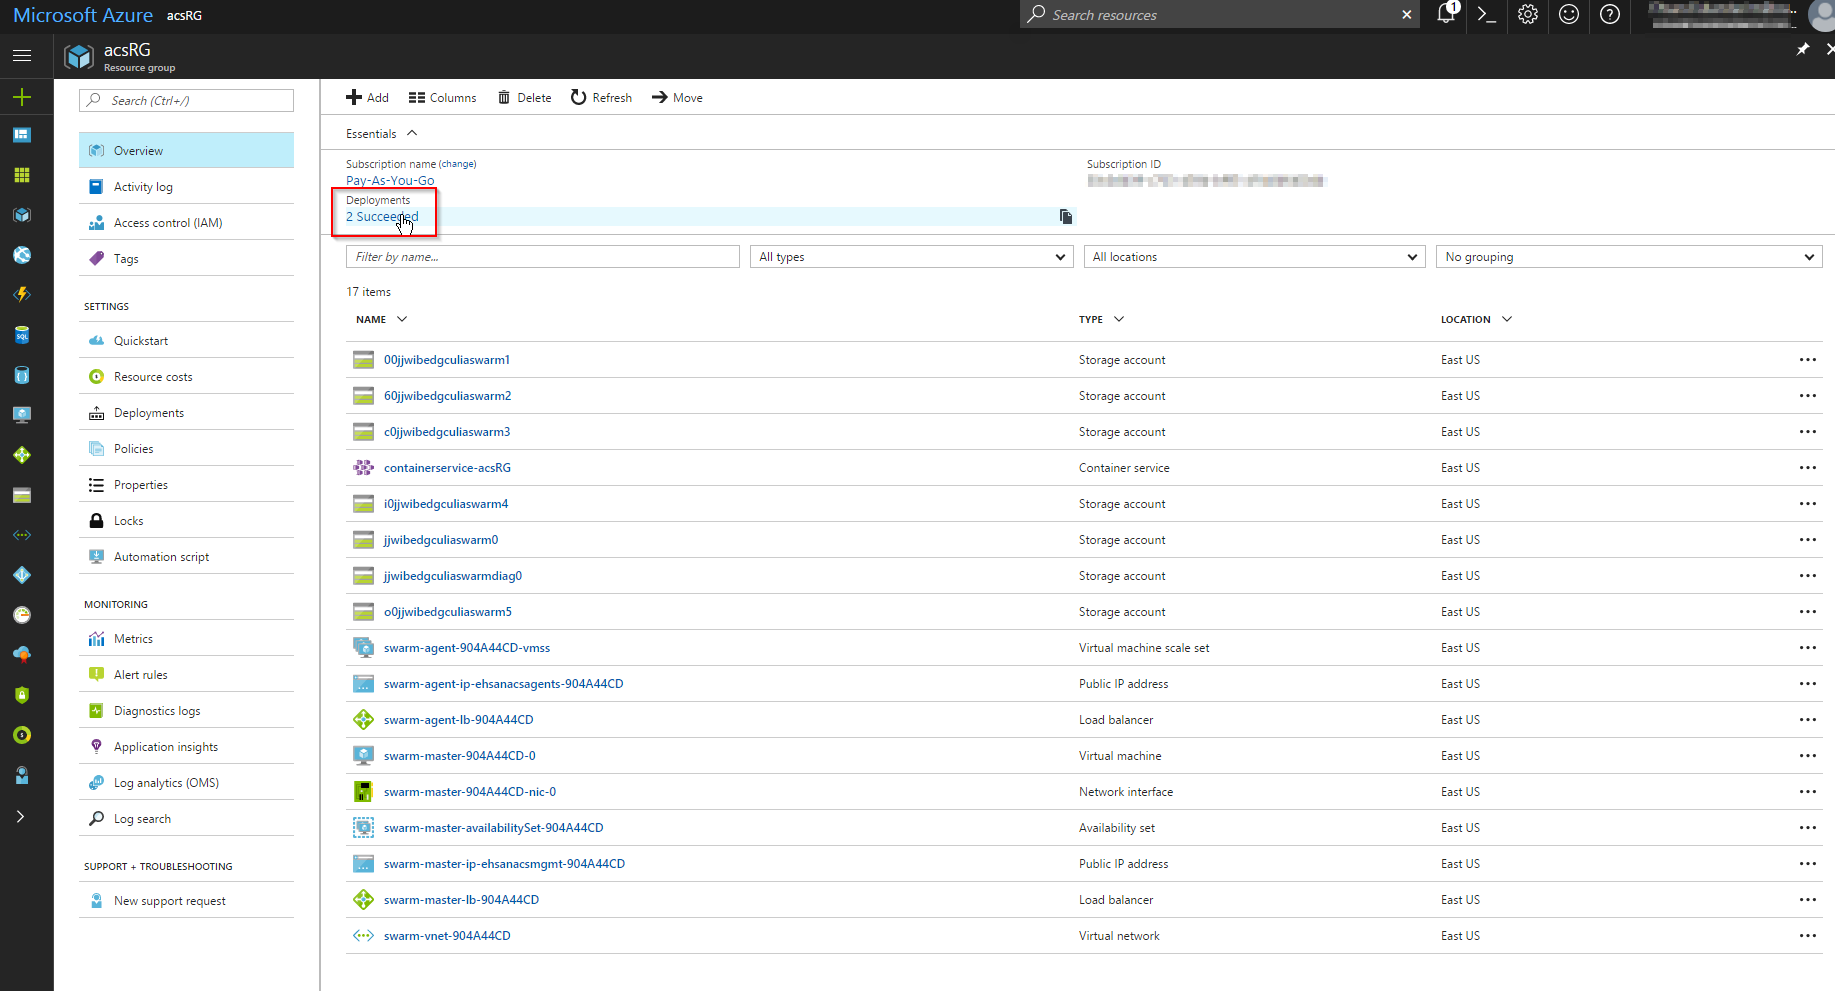 Microsoft Azure acsRG
Search resources
1
acsRG
Resource group
Search (Ctrl+/)
Overview
Activity log
Access control (IAM)
Tags
SETTINGS
Quickstart
Resource costs
Deployments
Policies
Properties
Locks
Automation script
MONITORING
Metrics
Alert rules
Diagnostics logs
Application insights
Log analytics (OMS)
Log search
SUPPORT + TROUBLESHOOTING
New support request
Add Columns Delete Refresh Move
Essentials
Subscription name (change)
Pay-As-You-Go
Subscription ID
Deployments
2 Succeeded
Filter by name... All types All locations No grouping
17 items
NAME TYPE LOCATION
00jjwibedgculiaswarm1 Storage account East US
60jjwibedgculiaswarm2 Storage account East US
c0jjwibedgculiaswarm3 Storage account East US
containerservice-acsRG Container service East US
i0jjwibedgculiaswarm4 Storage account East US
jjwibedgculiaswarm0 Storage account East US
jjwibedgculiaswarmdiag0 Storage account East US
o0jjwibedgculiaswarm5 Storage account East US
swarm-agent-904A44CD-vmss Virtual machine scale set East US
swarm-agent-ip-ehsanacsagents-904A44CD Public IP address East US
swarm-agent-lb-904A44CD Load balancer East US
swarm-master-904A44CD-0 Virtual machine East US
swarm-master-904A44CD-nic-0 Network interface East US
swarm-master-availabilitySet-904A44CD Availability set East US
swarm-master-ip-ehsanacsmgmt-904A44CD Public IP address East US
swarm-master-lb-904A44CD Load balancer East US
swarm-vnet-904A44CD Virtual network East US